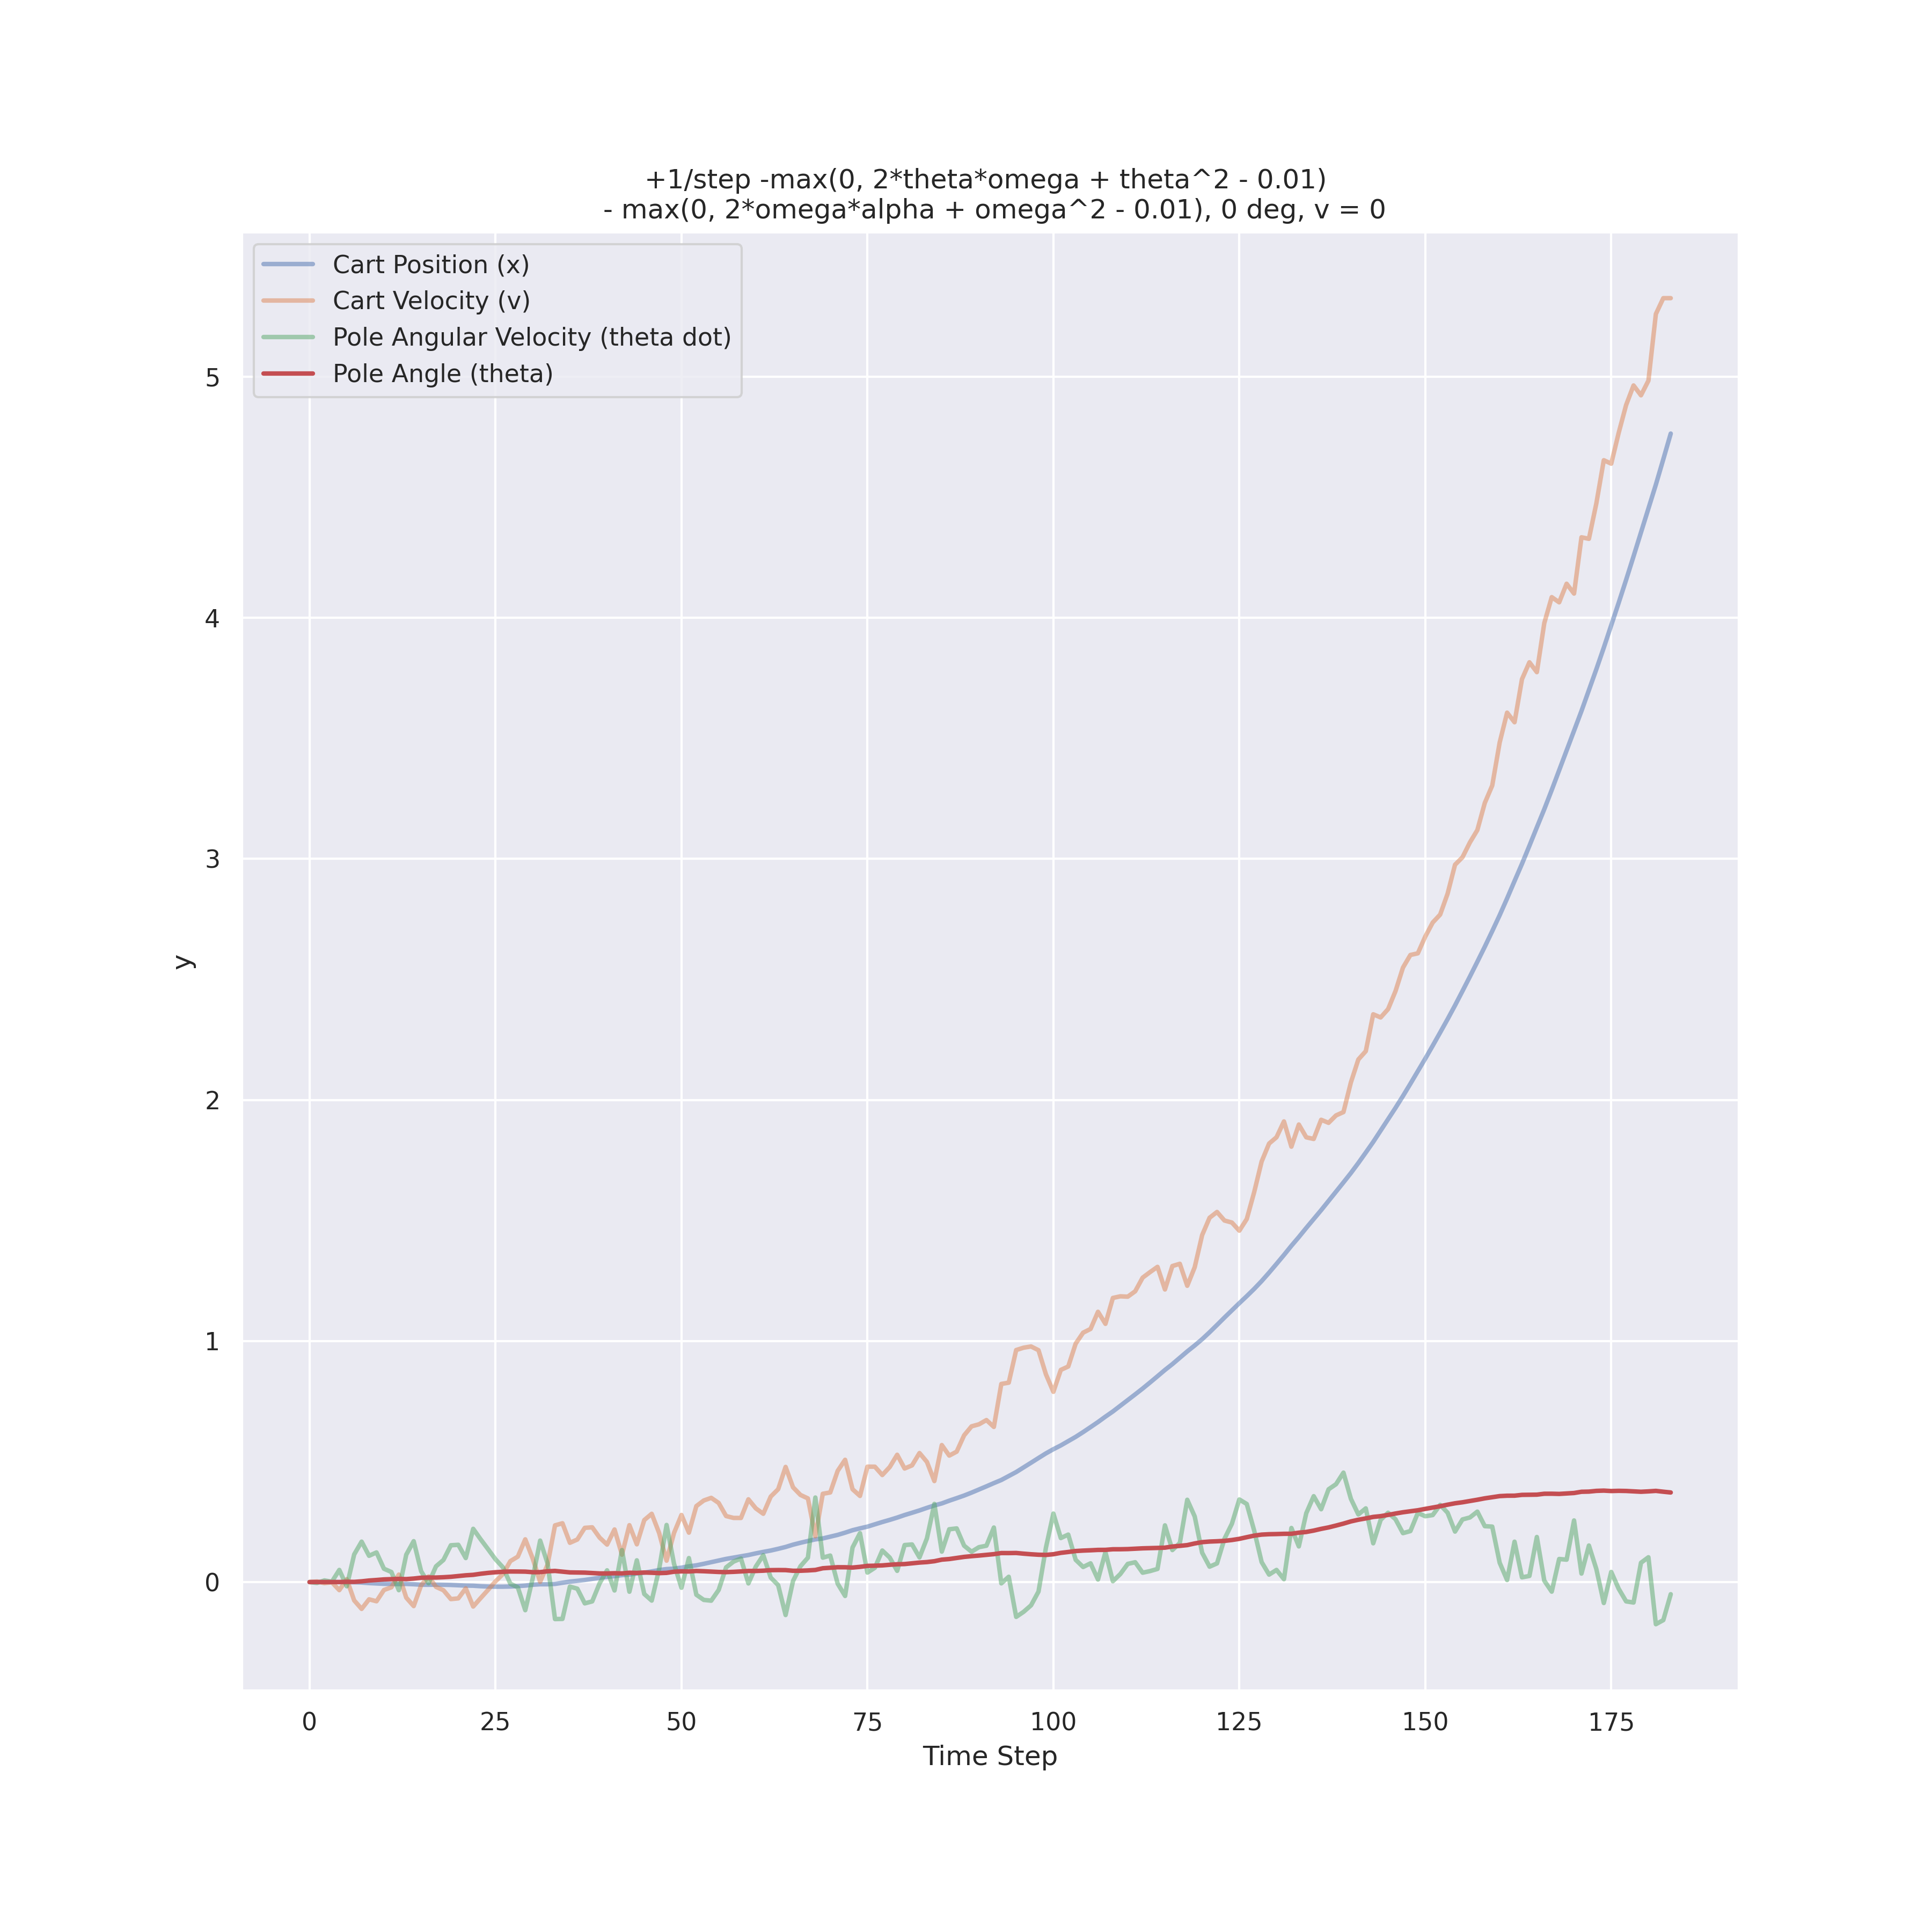 +1/step -max(0, 2*theta*omega + theta^2 - 0.01)
- max(0, 2*omega*alpha + omega^2 - 0.01), 0 deg, v = 0
Cart Position (x)
Cart Velocity (v)
Pole Angular Velocity (theta dot)
Pole Angle (theta)
5
4
3
2
1
0
y
0 25 50 75 100 125 150 175
Time Step